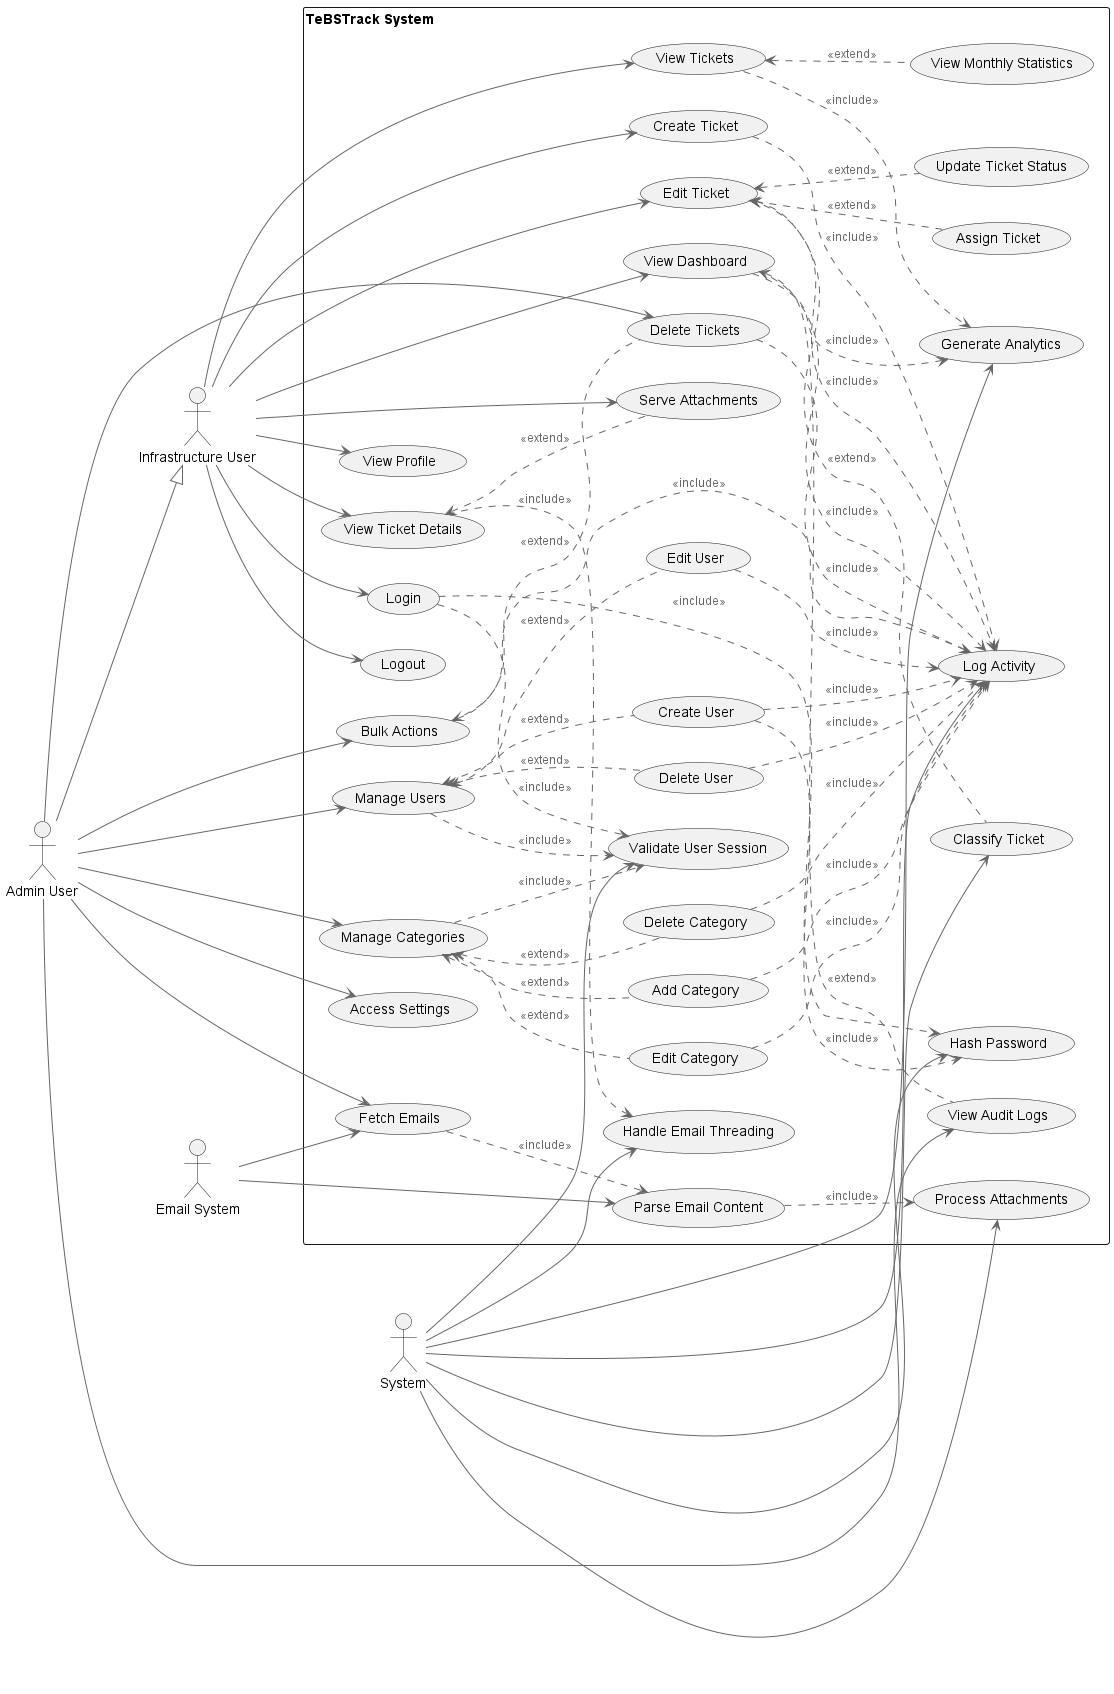 TeBSTrack System
View Tickets
«extend»
View Monthly Statistics
«include»
Create Ticket
Edit Ticket
«extend»
Update Ticket Status
«extend»
Assign Ticket
«include»
View Dashboard
Delete Tickets
«include»
Generate Analytics
«include»
Serve Attachments
Infrastructure User
View Profile
«extend»
«extend»
«include»
«include»
«include»
View Ticket Details
«extend»
Edit User
«include»
Login
«include»
«extend»
«include»
Logout
Log Activity
«include»
Create User
«extend»
«include»
Bulk Actions
«extend»
Delete User
«include»
«include»
Manage Users
Admin User
«include»
Validate User Session
Classify Ticket
«include»
«include»
Delete Category
«include»
Manage Categories
«extend»
«extend»
Add Category
«extend»
Access Settings
«extend»
Edit Category
«include»
Hash Password
Fetch Emails
View Audit Logs
Handle Email Threading
«include»
Email System
Parse Email Content
«include»
Process Attachments
System